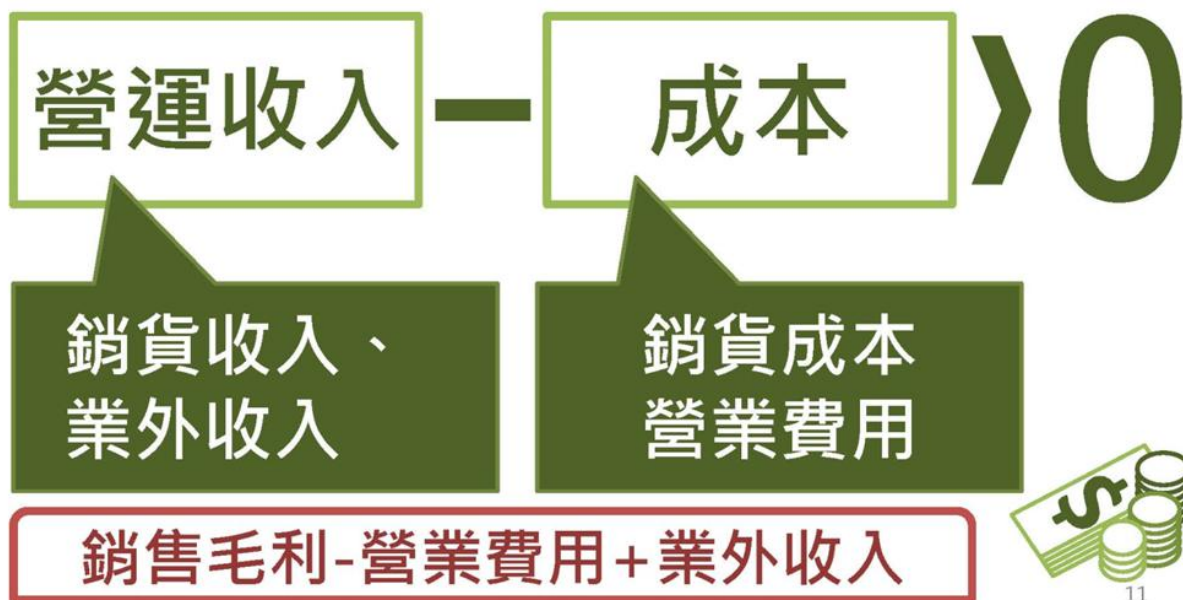 營運收入 － 成本 > 0
銷貨收入、
業外收入
銷貨成本
營業費用
銷售毛利-營業費用+業外收入
$
11